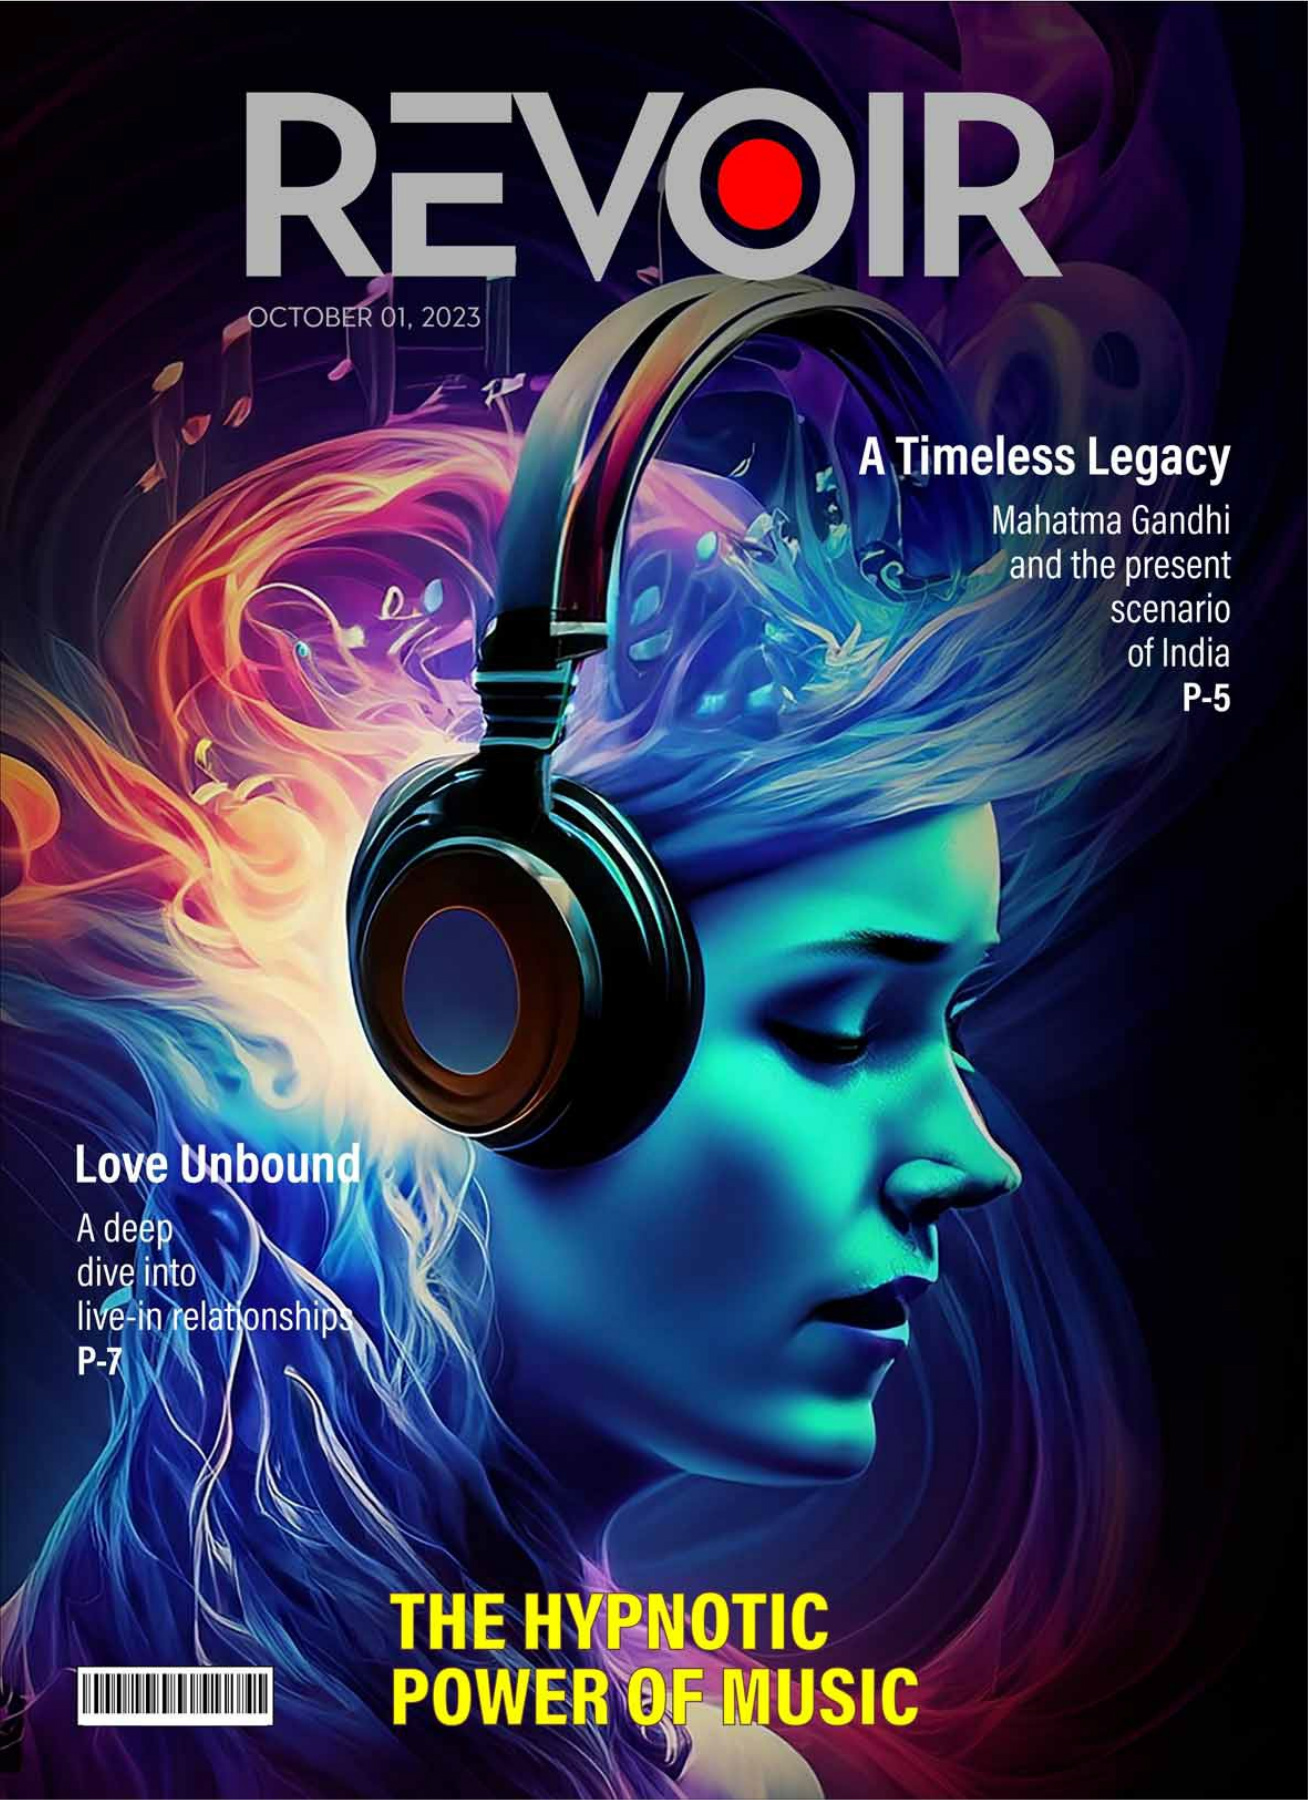 REVOIR
OCTOBER 01, 2023
A Timeless Legacy
Mahatma Gandhi
and the present
scenario
of India
P-5
Love Unbound
A deep
dive into
live-in relationships
P-7
THE HYPNOTIC
POWER OF MUSIC